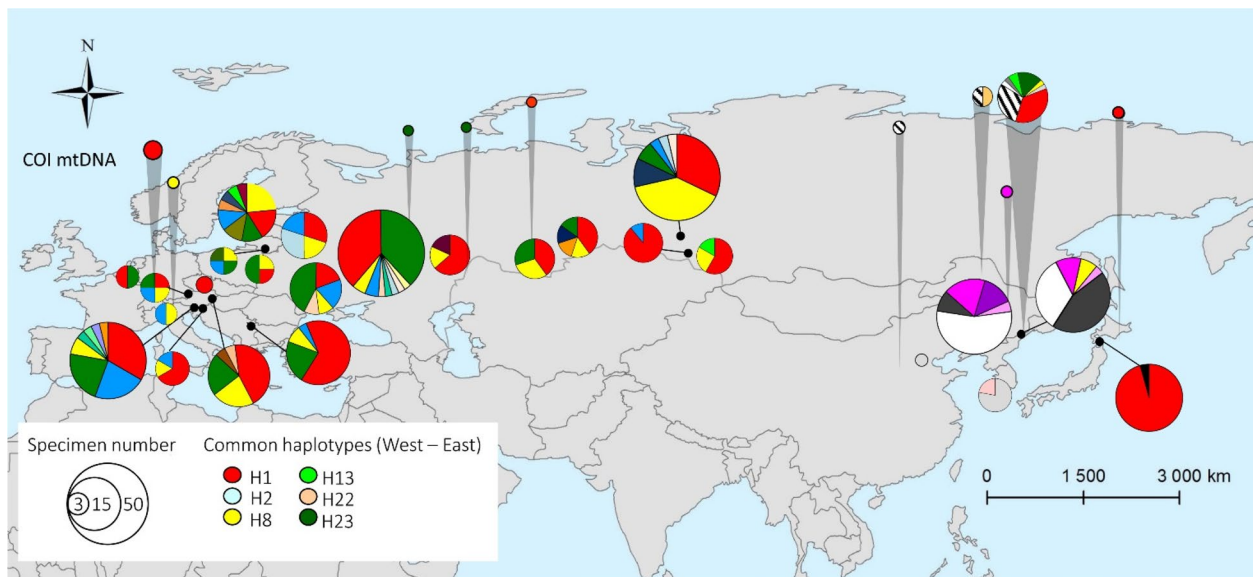 N
COI mtDNA
Specimen number
3 15 50
Common haplotypes (West – East)
H1
H2
H8
H13
H22
H23
0 1 500 3 000 km